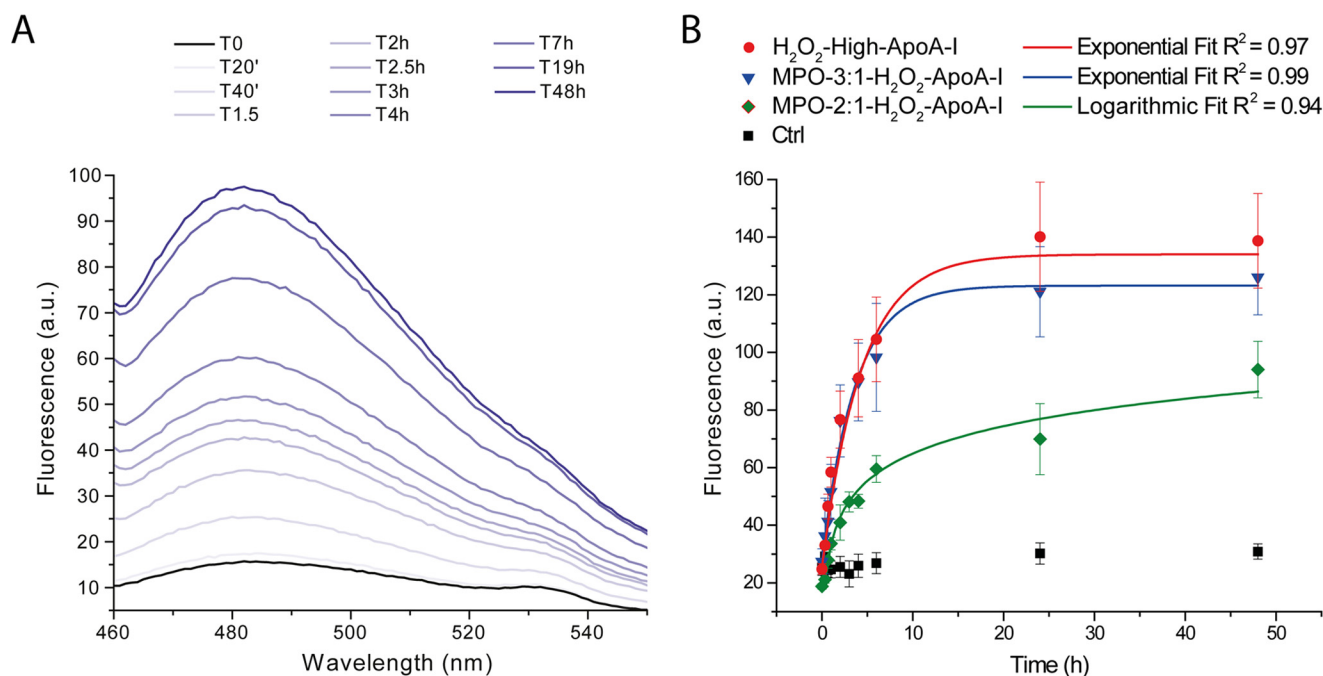 A
T0
T20'
T40'
T1.5
T2h
T2.5h
T3h
T4h
T7h
T19h
T48h
100
90
80
70
60
50
40
30
20
10
Fluorescence (a.u.)
460
480
500
520
540
Wavelength (nm)
B
H₂O₂-High-ApoA-I
MPO-3:1-H₂O₂-ApoA-I
MPO-2:1-H₂O₂-ApoA-I
Ctrl
Exponential Fit R² = 0.97
Exponential Fit R² = 0.99
Logarithmic Fit R² = 0.94
160
140
120
100
80
60
40
20
Fluorescence (a.u.)
0
10
20
30
40
50
Time (h)